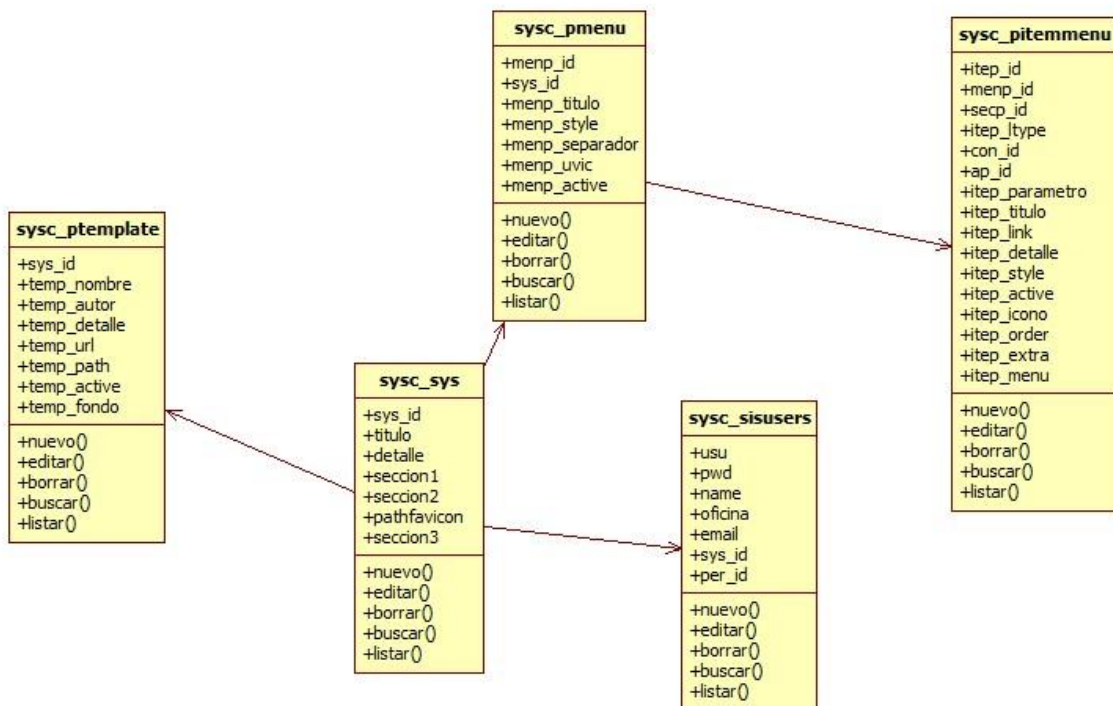 sysc_pmenu
+menp_id
+sys_id
+menp_titulo
+menp_style
+menp_separador
+menp_uvic
+menp_active
+nuevo()
+editar()
+borrar()
+buscar()
+listar()
sysc_pitemmenu
+itep_id
+menp_id
+secp_id
+itep_ltype
+con_id
+ap_id
+itep_parametro
+itep_titulo
+itep_link
+itep_detalle
+itep_style
+itep_active
+itep_icono
+itep_order
+itep_extra
+itep_menu
+nuevo()
+editar()
+borrar()
+buscar()
+listar()
sysc_ptemplate
+sys_id
+temp_nombre
+temp_autor
+temp_detalle
+temp_url
+temp_path
+temp_active
+temp_fondo
+nuevo()
+editar()
+borrar()
+buscar()
+listar()
sysc_sys
+sys_id
+titulo
+detalle
+seccion1
+seccion2
+pathfavicon
+seccion3
+nuevo()
+editar()
+borrar()
+buscar()
+listar()
sysc_sisusers
+usu
+pwd
+name
+oficina
+email
+sys_id
+per_id
+nuevo()
+editar()
+borrar()
+buscar()
+listar()